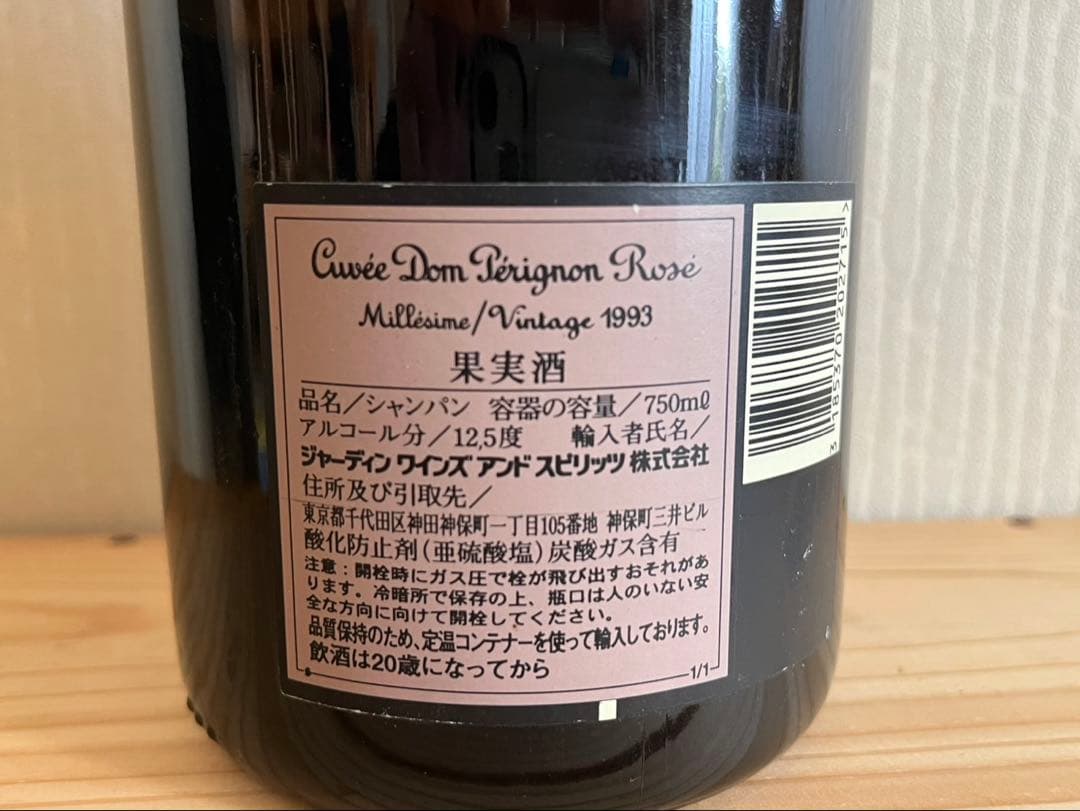 Cuvée Dom Pérignon Rosé
Millésime/Vintage 1993
果実酒
品名／シャンパン 容器の容量／750mℓ
アルコール分／12,5度 輸入者氏名／
ジャーディン ワインズ アンド スピリッツ 株式会社
住所及び引取先／
東京都千代田区神田神保町一丁目105番地 神保町三井ビル
酸化防止剤(亜硫酸塩)炭酸ガス含有
注意：開栓時にガス圧で栓が飛び出すおそれがあ
ります。冷暗所で保存の上、瓶口は人のいない安
全な方向に向けて開栓してください。
品質保持のため、定温コンテナーを使って輸入しております。
飲酒は20歳になってから
1/1
3 185370 202715 >